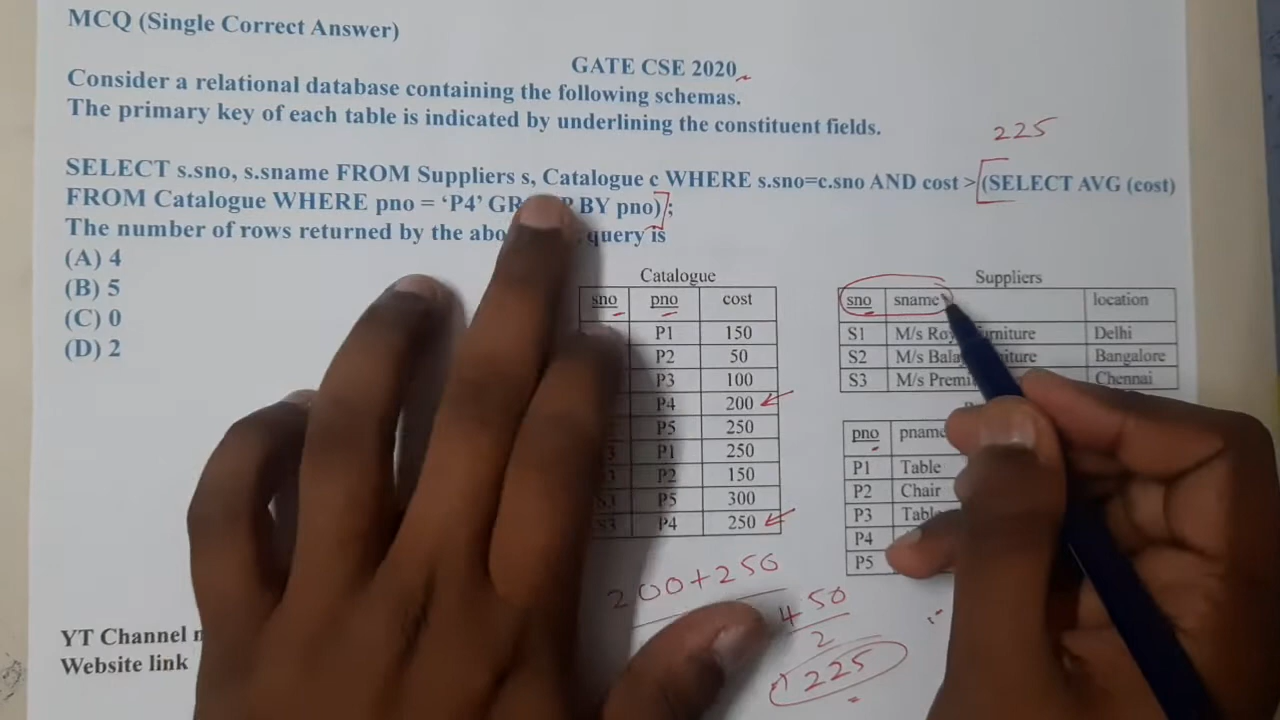 MCQ (Single Correct Answer)
GATE CSE 2020
Consider a relational database containing the following schemas.
The primary key of each table is indicated by underlining the constituent fields.
225
SELECT s.sno, s.sname FROM Suppliers s, Catalogue c WHERE s.sno=c.sno AND cost > (SELECT AVG (cost)
FROM Catalogue WHERE pno = ‘P4’ BY pno) ;
The number of rows returned by the query is
(A) 4
(B) 5
(C) 0
(D) 2
Catalogue
sno pno cost
P1 150
P2 50
P3 100
P4 200
P5 250
P1 250
P2 150
S3 P5 300
S3 P4 250
Suppliers
sno sname location
S1 M/s Delhi
S2 M/s Bangalore
S3 M/s Chennai
pno pname
P1 Table
P2 Chair
P3
P4
P5
200+250
450
2
225
YT Channel
Website link